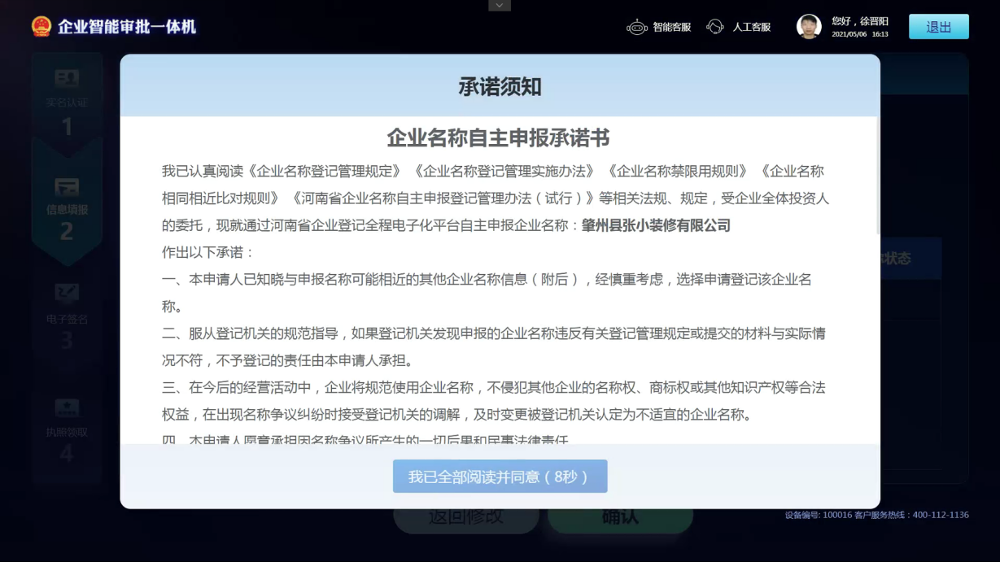 企业智能审批一体机
智能客服
人工客服
您好，徐晋阳
2021/05/06 16:13
退出
实名认证
1
信息填报
2
电子签名
3
执照领取
4
承诺须知
企业名称自主申报承诺书
我已认真阅读《企业名称登记管理规定》《企业名称登记管理实施办法》《企业名称禁限用规则》《企业名称
相同相近比对规则》《河南省企业名称自主申报登记管理办法（试行）》等相关法规、规定，受企业全体投资人
的委托，现就通过河南省企业登记全程电子化平台自主申报企业名称：肇州县张小装修有限公司
作出以下承诺：
一、本申请人已知晓与申报名称可能相近的其他企业名称信息（附后），经慎重考虑，选择申请登记该企业名
称。
二、服从登记机关的规范指导，如果登记机关发现申报的企业名称违反有关登记管理规定或提交的材料与实际情
况不符，不予登记的责任由本申请人承担。
三、在今后的经营活动中，企业将规范使用企业名称，不侵犯其他企业的名称权、商标权或其他知识产权等合法
权益，在出现名称争议纠纷时接受登记机关的调解，及时变更被登记机关认定为不适宜的企业名称。
四、本申请人愿意承担因名称争议所产生的一切后果和民事法律责任
状态
我已全部阅读并同意（8秒）
返回修改
确认
设备编号: 100016 客户服务热线：400-112-1136